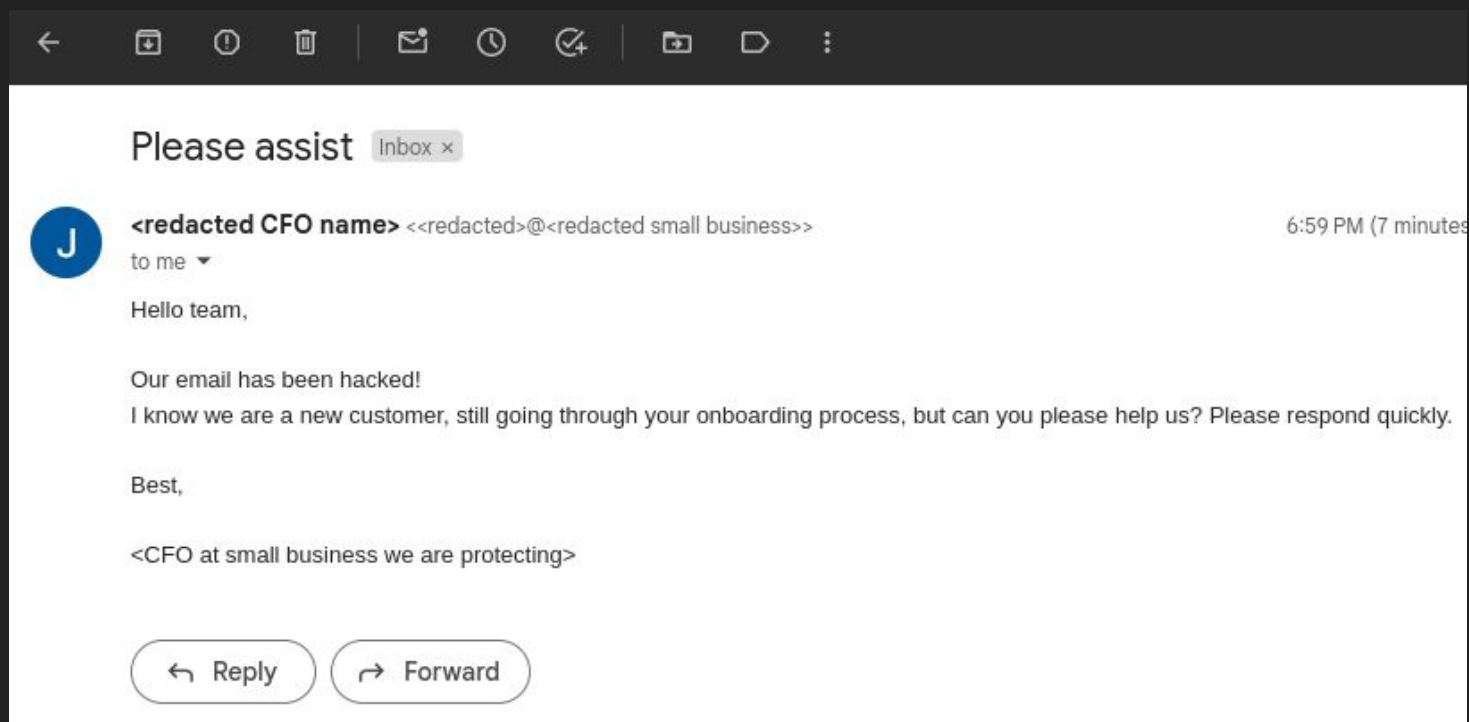 Please assist Inbox ×
<redacted CFO name> <<redacted>@<redacted small business>> 6:59 PM (7 minutes
to me
Hello team,
Our email has been hacked!
I know we are a new customer, still going through your onboarding process, but can you please help us? Please respond quickly.
Best,
<CFO at small business we are protecting>
Reply Forward
J